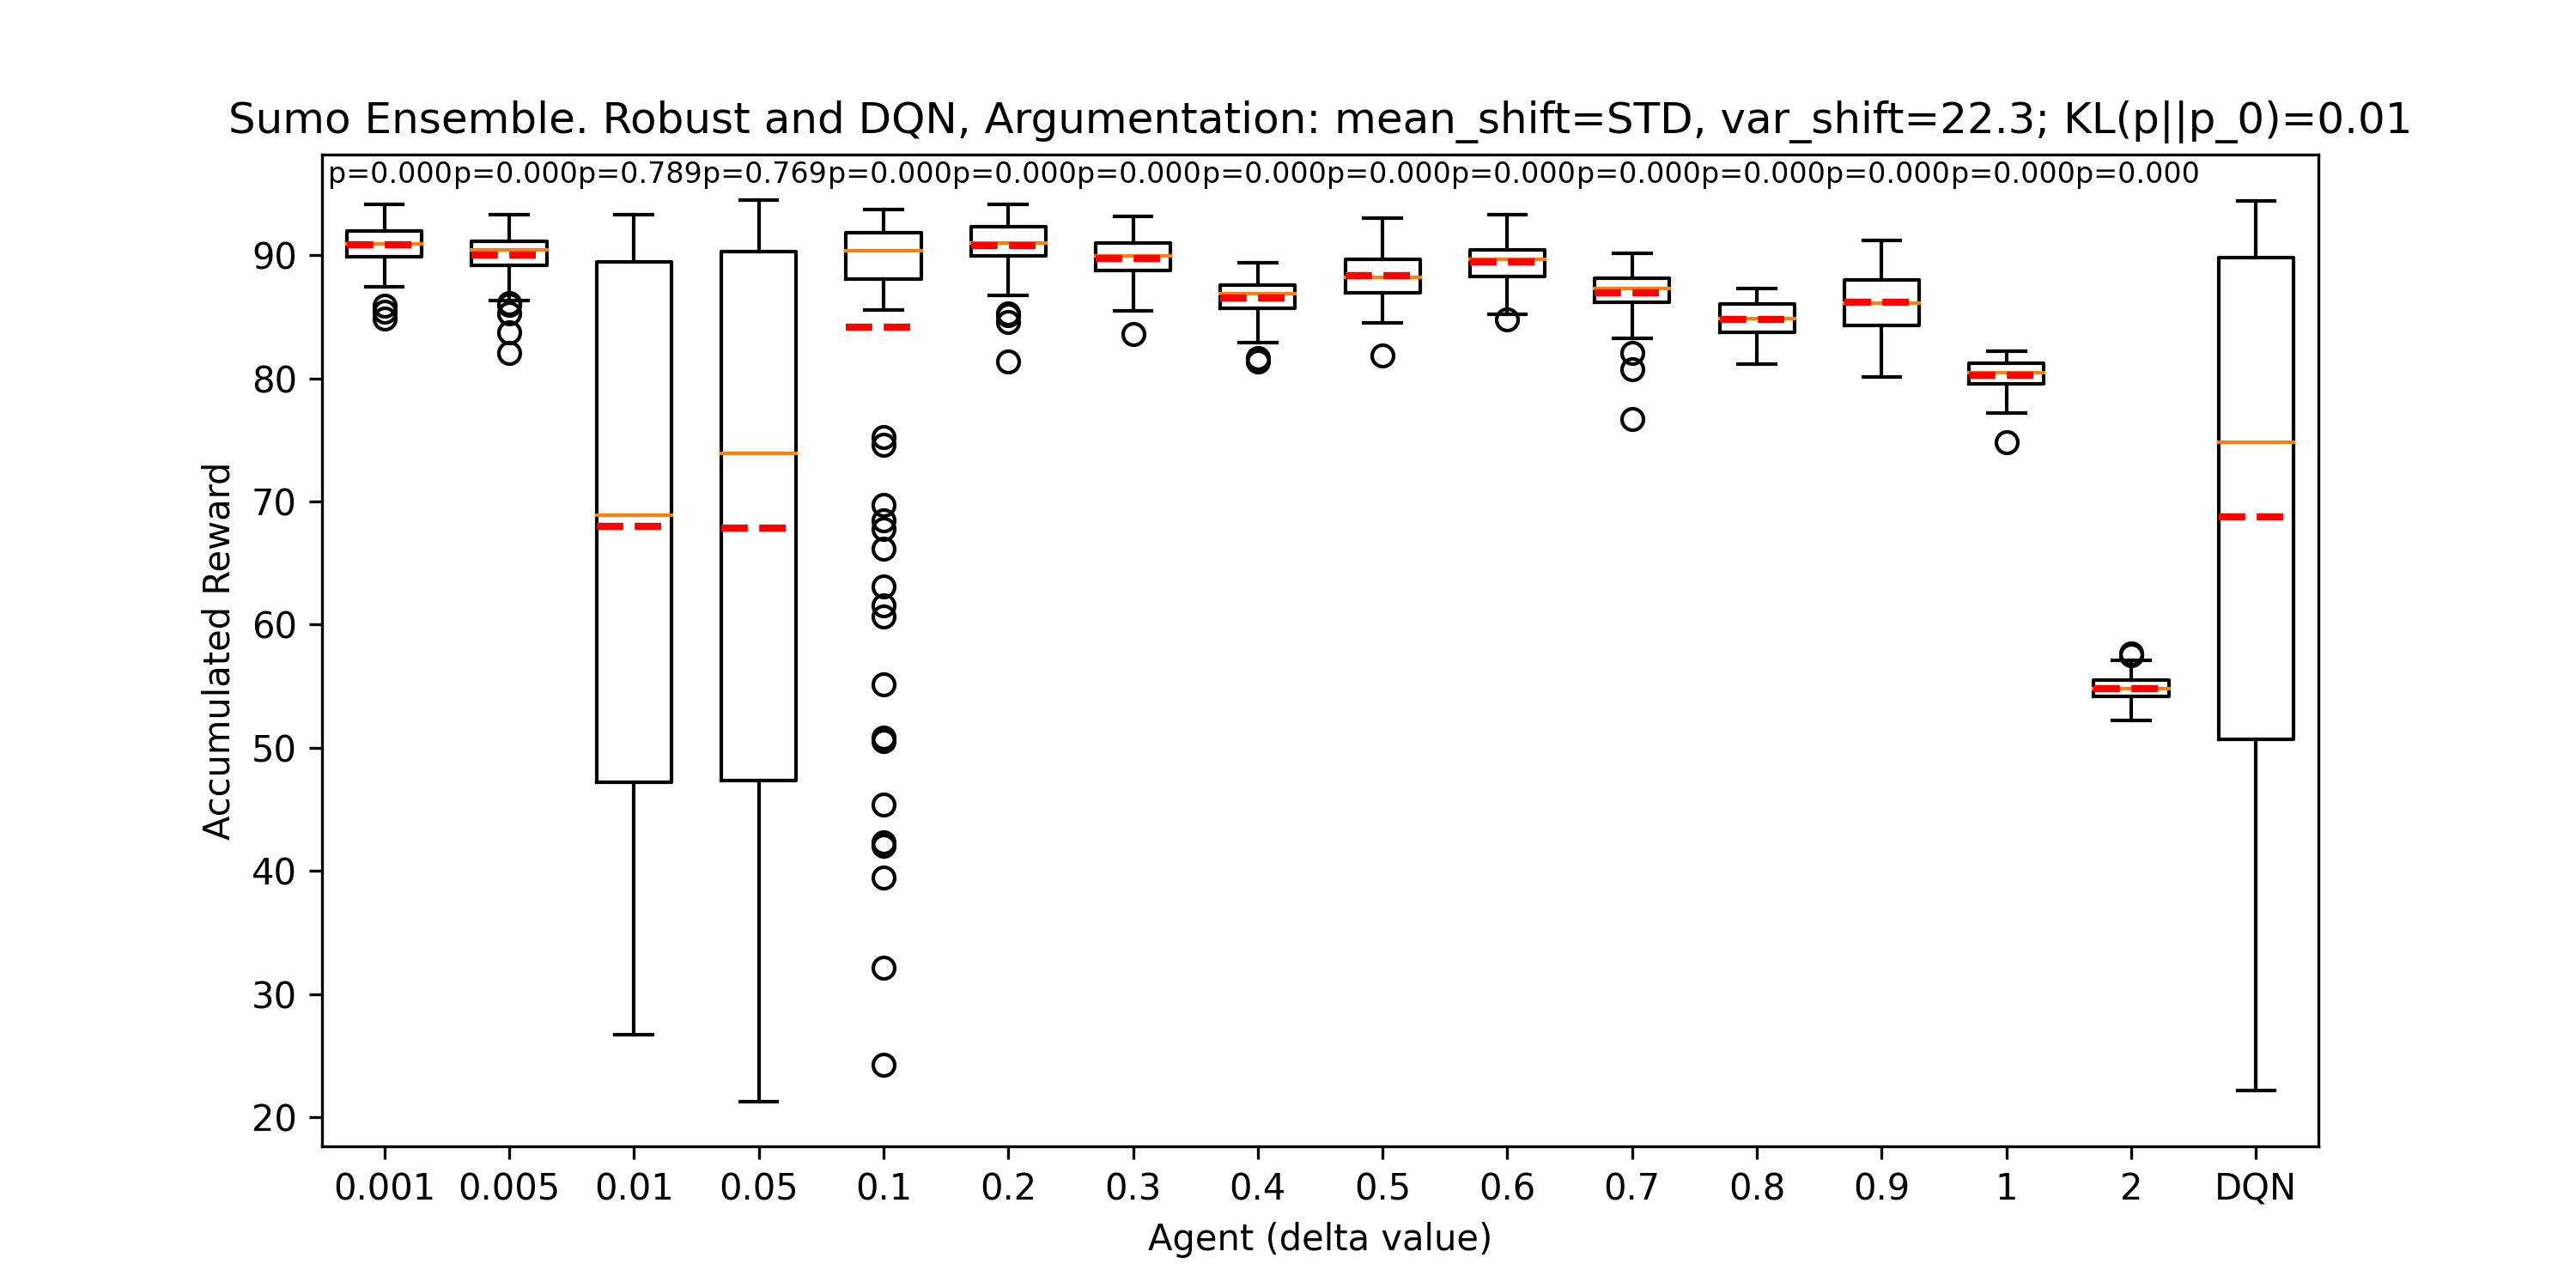 Sumo Ensemble. Robust and DQN, Argumentation: mean_shift=STD, var_shift=22.3; KL(p||p_0)=0.01
p=0.000p=0.000p=0.789p=0.769p=0.000p=0.000p=0.000p=0.000p=0.000p=0.000p=0.000p=0.000p=0.000p=0.000p=0.000
Accumulated Reward
90
80
70
60
50
40
30
20
0.001 0.005 0.01 0.05 0.1 0.2 0.3 0.4 0.5 0.6 0.7 0.8 0.9 1 2 DQN
Agent (delta value)